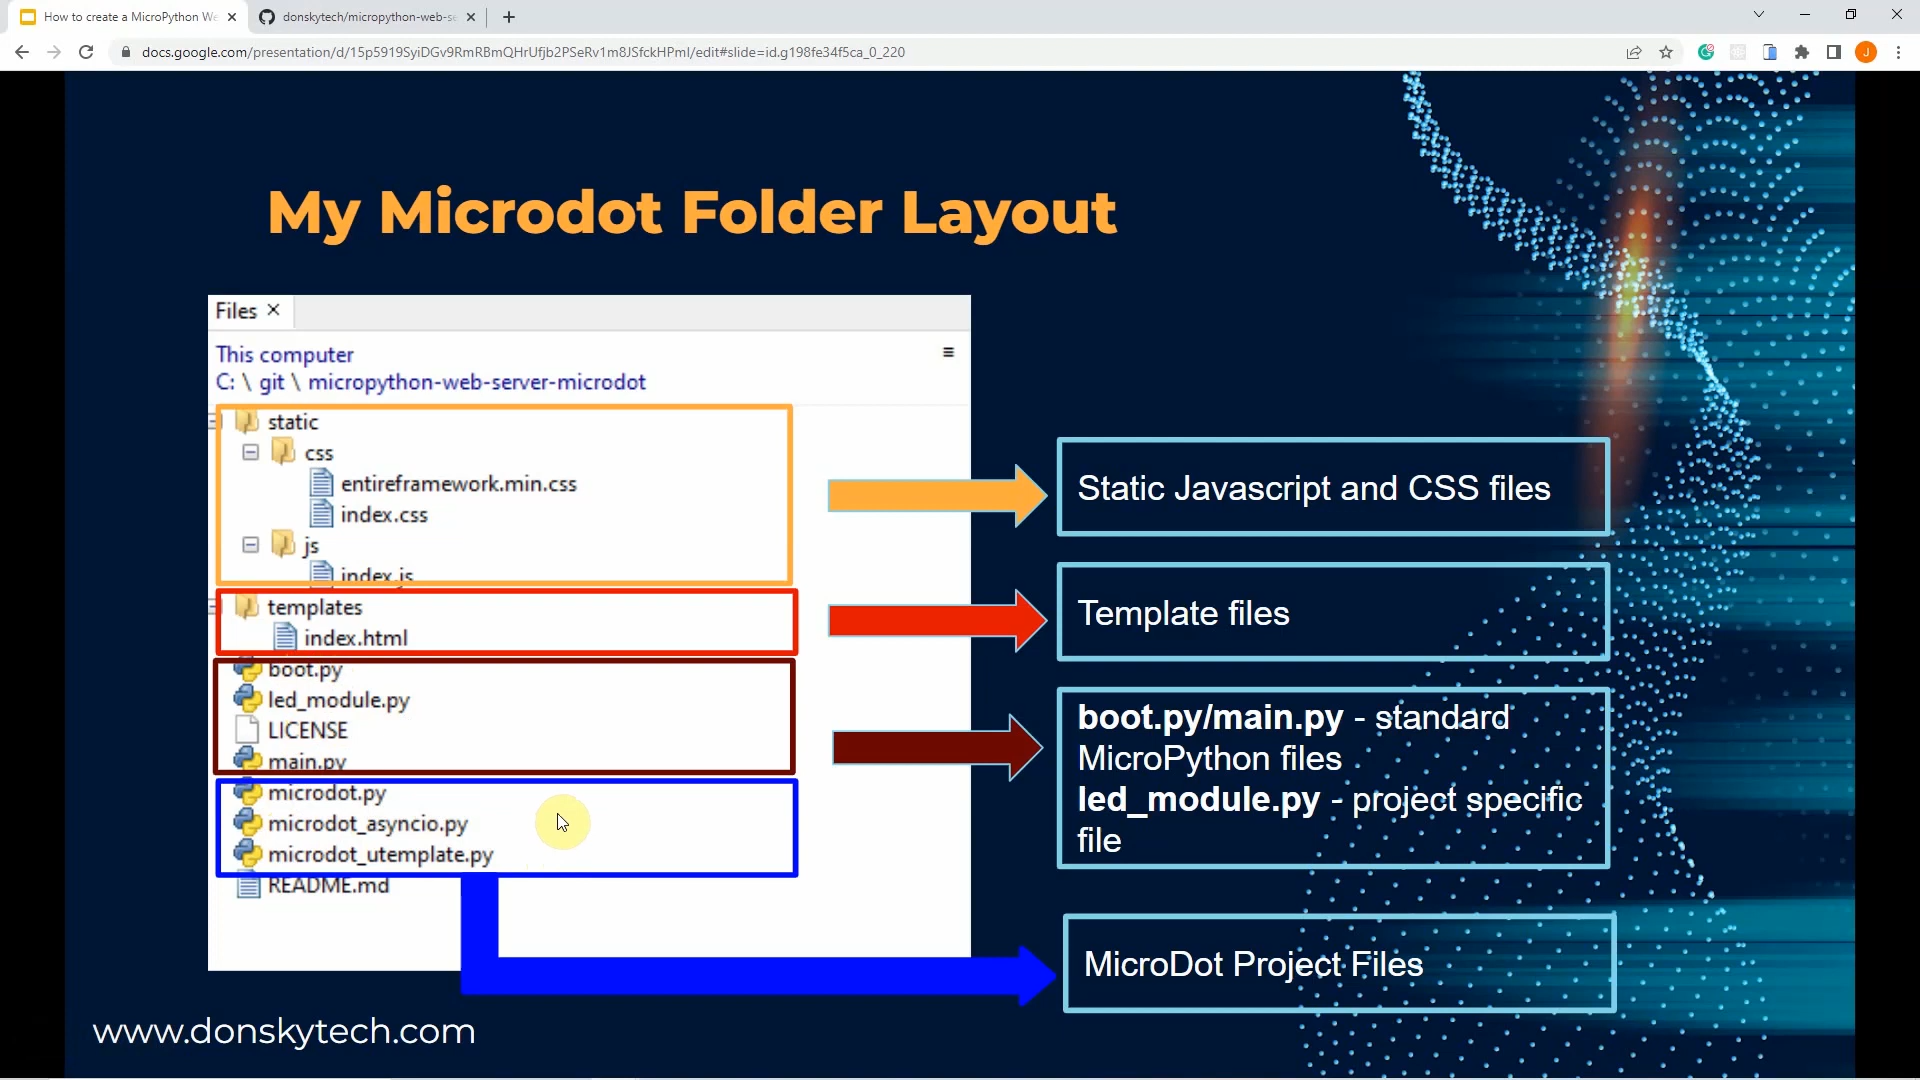 How to create a MicroPython We
donskytech/micropython-web-se
docs.google.com/presentation/d/15p5919SyiDGv9RmRBmQHrUfjb2PSeRv1m8JSfckHPmI/edit#slide=id.g198fe34f5ca_0_220
J
My Microdot Folder Layout
Files
This computer
C: \ git \ micropython-web-server-microdot
static
css
entireframework.min.css
index.css
js
index.js
templates
index.html
boot.py
led_module.py
LICENSE
main.py
microdot.py
microdot_asyncio.py
microdot_utemplate.py
README.md
Static Javascript and CSS files
Template files
boot.py/main.py - standard
MicroPython files
led_module.py - project specific
file
MicroDot Project Files
www.donskytech.com